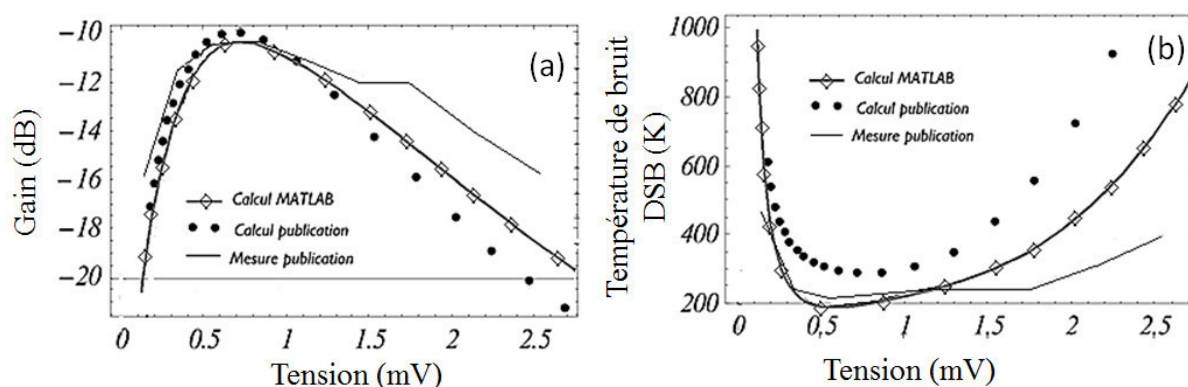 (a)
Gain (dB)
−10
−12
−14
−16
−18
−20
Calcul MATLAB
Calcul publication
Mesure publication
0 0.5 1 1.5 2 2.5
Tension (mV)
(b)
Température de bruit
DSB (K)
1000
800
600
400
200
Calcul MATLAB
Calcul publication
Mesure publication
0 0.5 1 1,5 2 2,5
Tension (mV)